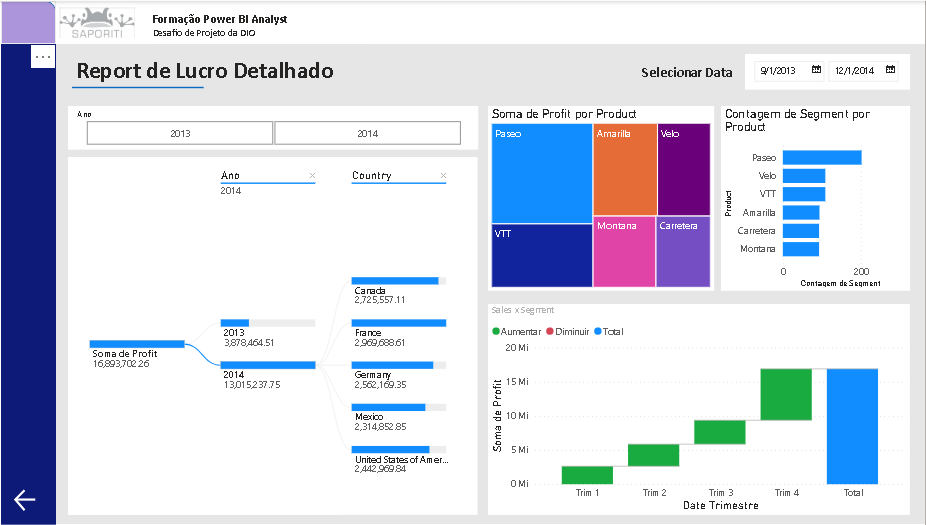 SAPORITI
Formação Power BI Analyst
Desafio de Projeto da DIO
...
Report de Lucro Detalhado
Selecionar Data
9/1/2013
12/1/2014
Ano
2013
2014
Ano
2014
Country
Soma de Profit
16,893,702.26
2013
3,878,464.51
2014
13,015,237.75
Canada
2,725,557.11
France
2,969,688.61
Germany
2,562,169.35
Mexico
2,314,852.85
United States of Amer...
2,442,969.84
Soma de Profit por Product
Paseo
Amarilla
Velo
VTT
Montana
Carretera
Contagem de Segment por
Product
Product
Paseo
Velo
VTT
Amarilla
Carretera
Montana
0
200
Contagem de Segment
Sales x Segment
Aumentar
Diminuir
Total
Soma de Profit
20 Mi
15 Mi
10 Mi
5 Mi
0 Mi
Trim 1
Trim 2
Trim 3
Trim 4
Total
Date Trimestre